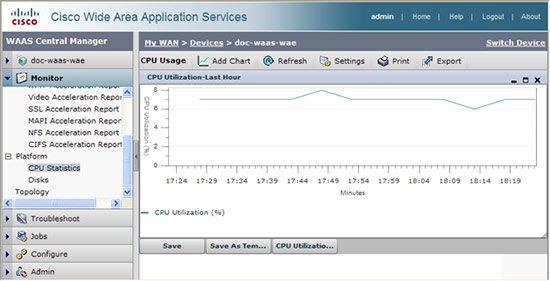 CISCO Cisco Wide Area Application Services
admin | Home | Help | Logout | About
WAAS Central Manager
My WAN > Devices > doc-waas-wae
Switch Device
doc-waas-wae
Monitor
Video Acceleration Repor
SSL Acceleration Report
MAPI Acceleration Report
NFS Acceleration Report
CIFS Acceleration Report
Platform
CPU Statistics
Disks
Topology
Troubleshoot
Jobs
Configure
Admin
CPU Usage Add Chart Refresh Settings Print Export
CPU Utilization-Last Hour
CPU Utilization (%)
8
6
4
2
0
17:24 17:29 17:34 17:39 17:44 17:49 17:54 17:59 18:04 18:09 18:14 18:19
Minutes
CPU Utilization (%)
Save Save As Tem... CPU Utilizatio...